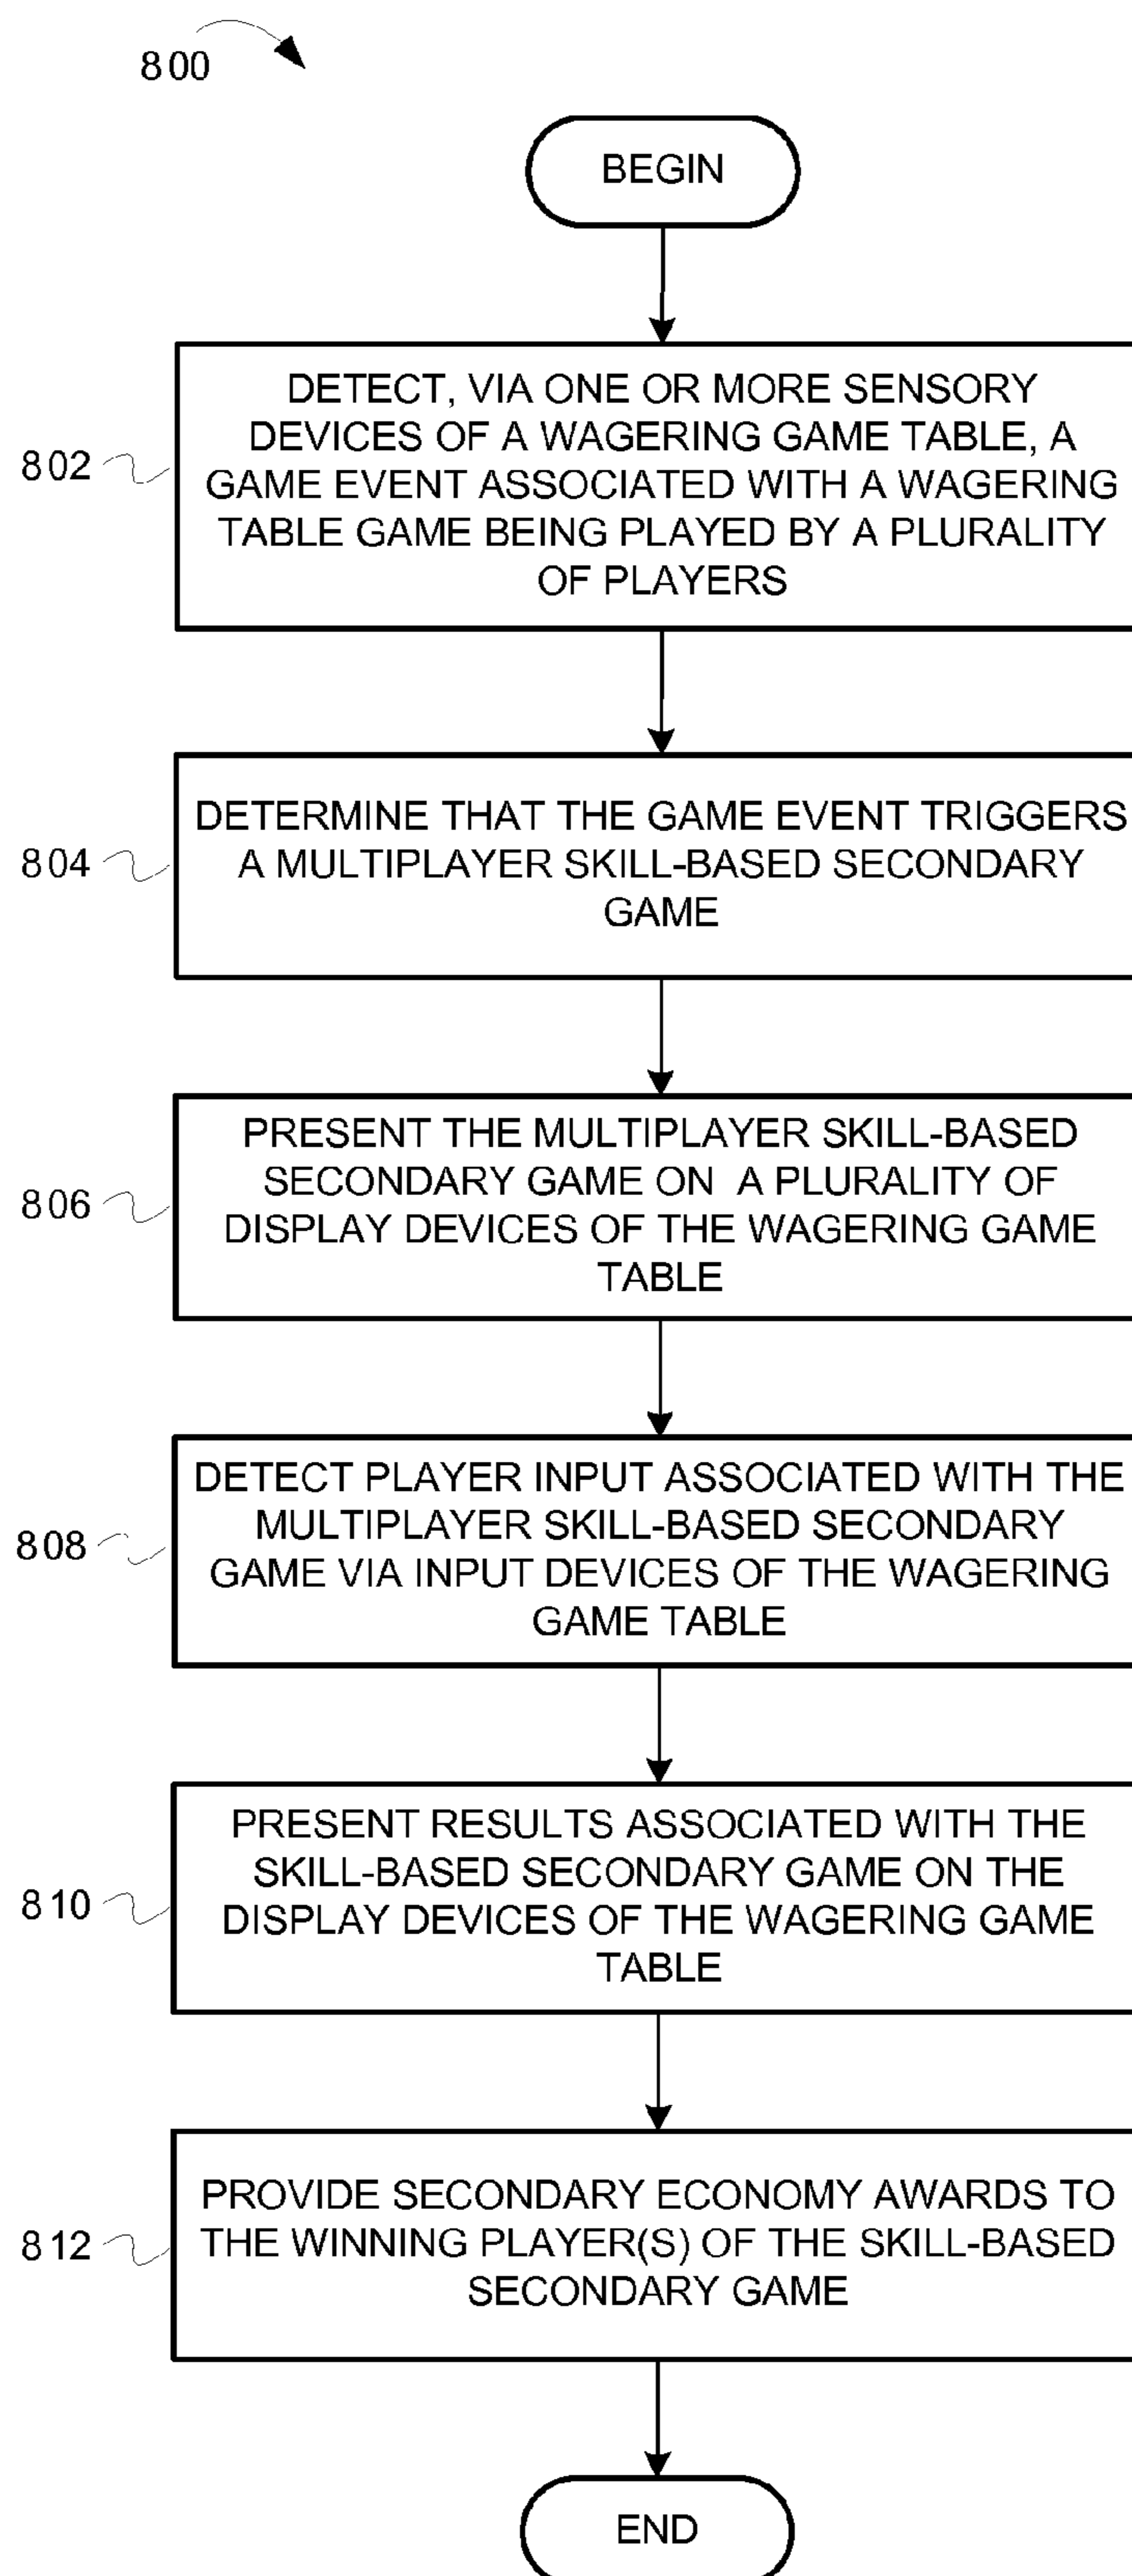 800
BEGIN
802
DETECT, VIA ONE OR MORE SENSORY
DEVICES OF A WAGERING GAME TABLE, A
GAME EVENT ASSOCIATED WITH A WAGERING
TABLE GAME BEING PLAYED BY A PLURALITY
OF PLAYERS
804
DETERMINE THAT THE GAME EVENT TRIGGERS
A MULTIPLAYER SKILL-BASED SECONDARY
GAME
806
PRESENT THE MULTIPLAYER SKILL-BASED
SECONDARY GAME ON A PLURALITY OF
DISPLAY DEVICES OF THE WAGERING GAME
TABLE
808
DETECT PLAYER INPUT ASSOCIATED WITH THE
MULTIPLAYER SKILL-BASED SECONDARY
GAME VIA INPUT DEVICES OF THE WAGERING
GAME TABLE
810
PRESENT RESULTS ASSOCIATED WITH THE
SKILL-BASED SECONDARY GAME ON THE
DISPLAY DEVICES OF THE WAGERING GAME
TABLE
812
PROVIDE SECONDARY ECONOMY AWARDS TO
THE WINNING PLAYER(S) OF THE SKILL-BASED
SECONDARY GAME
END